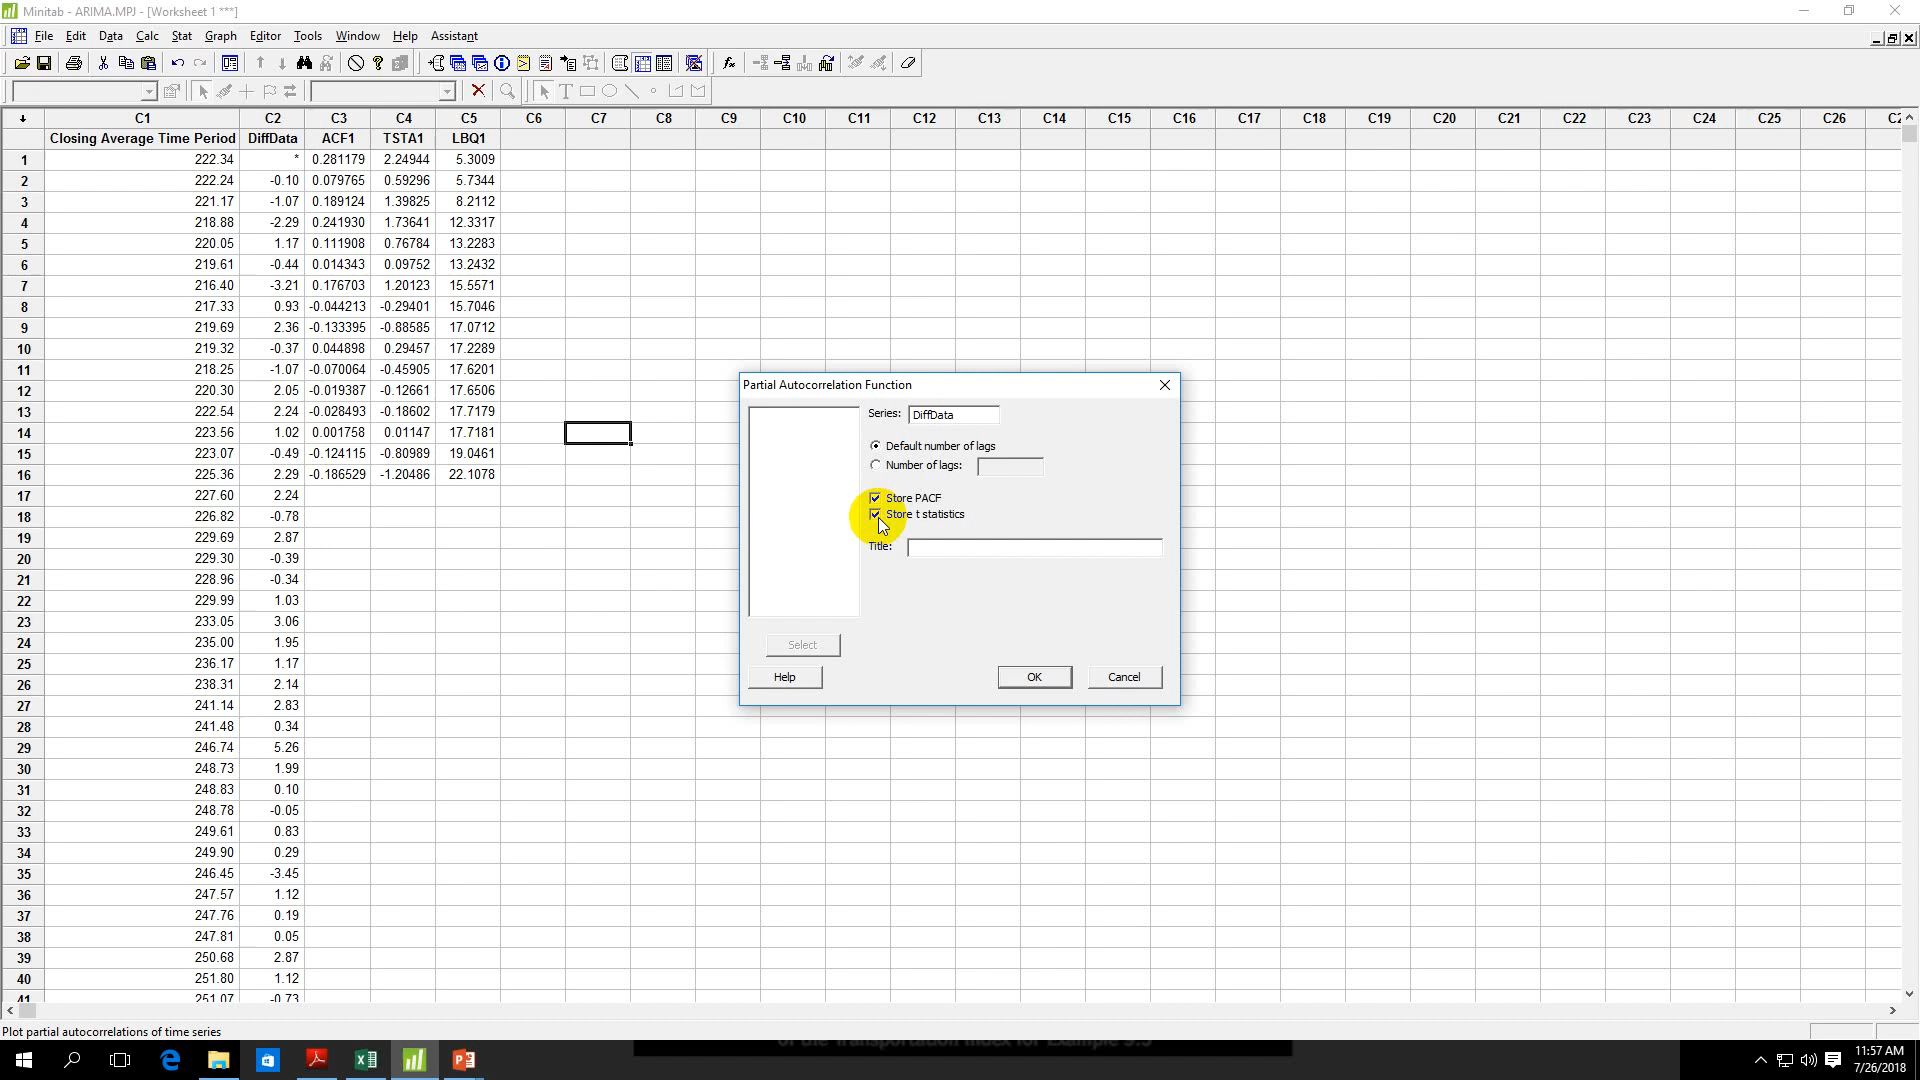 Minitab - ARIMA.MPJ - [Worksheet 1 ***]
File Edit Data Calc Stat Graph Editor Tools Window Help Assistant
C1 C2 C3 C4 C5 C6 C7 C8 C9 C10 C11 C12 C13 C14 C15 C16 C17 C18 C19 C20 C21 C22 C23 C24 C25 C26
Closing Average Time Period DiffData ACF1 TSTA1 LBQ1
1 222.34 * 0.281179 2.24944 5.3009
2 222.24 -0.10 0.079765 0.59296 5.7344
3 221.17 -1.07 0.189124 1.39825 8.2112
4 218.88 -2.29 0.241930 1.73641 12.3317
5 220.05 1.17 0.111908 0.76784 13.2283
6 219.61 -0.44 0.014343 0.09752 13.2432
7 216.40 -3.21 0.176703 1.20123 15.5571
8 217.33 0.93 -0.044213 -0.29401 15.7046
9 219.69 2.36 -0.133395 -0.88585 17.0712
10 219.32 -0.37 0.044898 0.29457 17.2289
11 218.25 -1.07 -0.070064 -0.45905 17.6201
12 220.30 2.05 -0.019387 -0.12661 17.6506
13 222.54 2.24 -0.028493 -0.18602 17.7179
14 223.56 1.02 0.001758 0.01147 17.7181
15 223.07 -0.49 -0.124115 -0.80989 19.0461
16 225.36 2.29 -0.186529 -1.20486 22.1078
17 227.60 2.24
18 226.82 -0.78
19 229.69 2.87
20 229.30 -0.39
21 228.96 -0.34
22 229.99 1.03
23 233.05 3.06
24 235.00 1.95
25 236.17 1.17
26 238.31 2.14
27 241.14 2.83
28 241.48 0.34
29 246.74 5.26
30 248.73 1.99
31 248.83 0.10
32 248.78 -0.05
33 249.61 0.83
34 249.90 0.29
35 246.45 -3.45
36 247.57 1.12
37 247.76 0.19
38 247.81 0.05
39 250.68 2.87
40 251.80 1.12
41 251.07 -0.73
Partial Autocorrelation Function
Series: DiffData
Default number of lags
Number of lags:
Store PACF
Store t statistics
Title:
Select
Help OK Cancel
Plot partial autocorrelations of time series
of the Transportation Index for Example
11:57 AM
7/26/2018